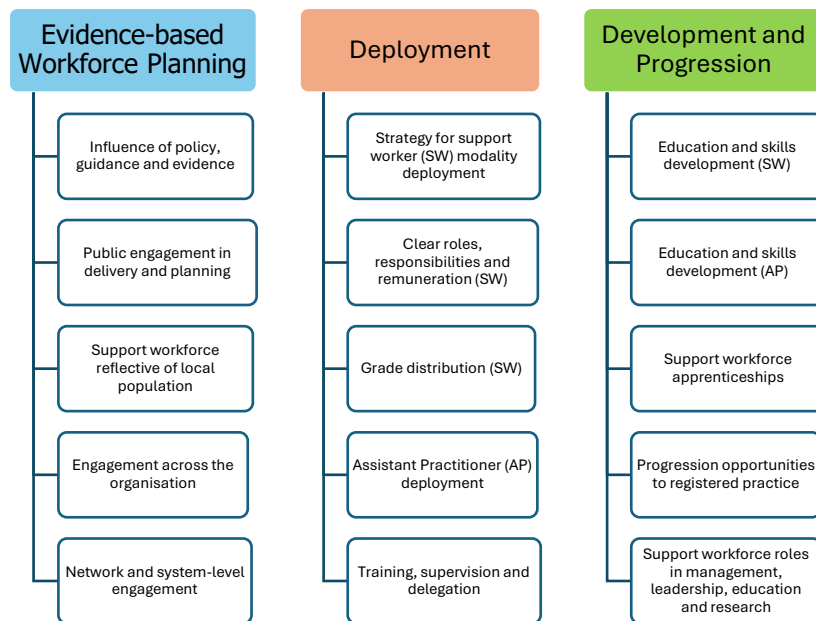 Evidence-based
Workforce Planning
Influence of policy,
guidance and evidence
Public engagement in
delivery and planning
Support workforce
reflective of local
population
Engagement across the
organisation
Network and system-level
engagement
Deployment
Strategy for support
worker (SW) modality
deployment
Clear roles,
responsibilities and
remuneration (SW)
Grade distribution (SW)
Assistant Practitioner (AP)
deployment
Training, supervision and
delegation
Development and
Progression
Education and skills
development (SW)
Education and skills
development (AP)
Support workforce
apprenticeships
Progression opportunities
to registered practice
Support workforce roles
in management,
leadership, education
and research